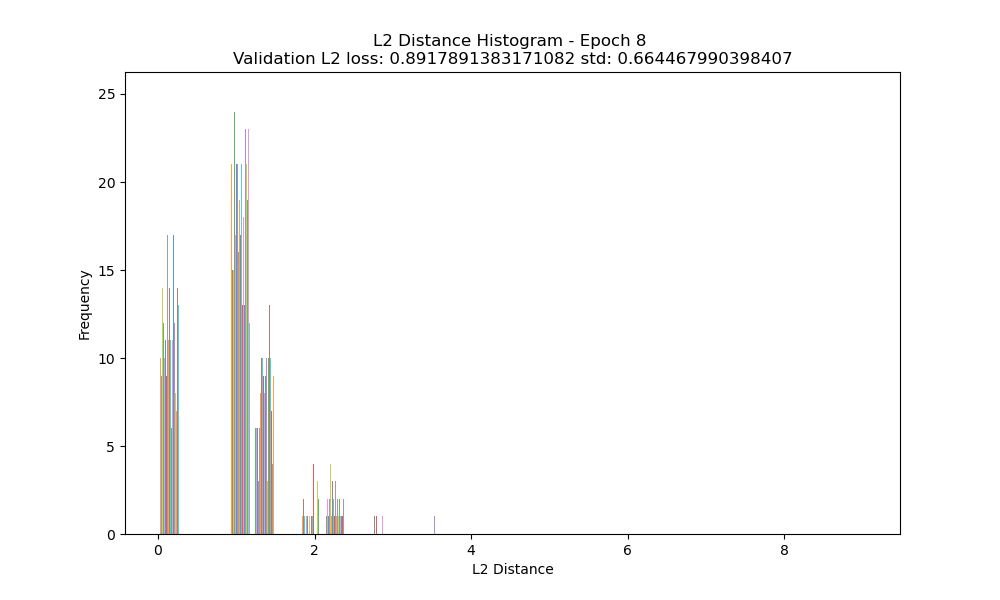 L2 Distance Histogram - Epoch 8
Validation L2 loss: 0.8917891383171082 std: 0.664467990398407
25
20
15
10
5
0
Frequency
0 2 4 6 8
L2 Distance